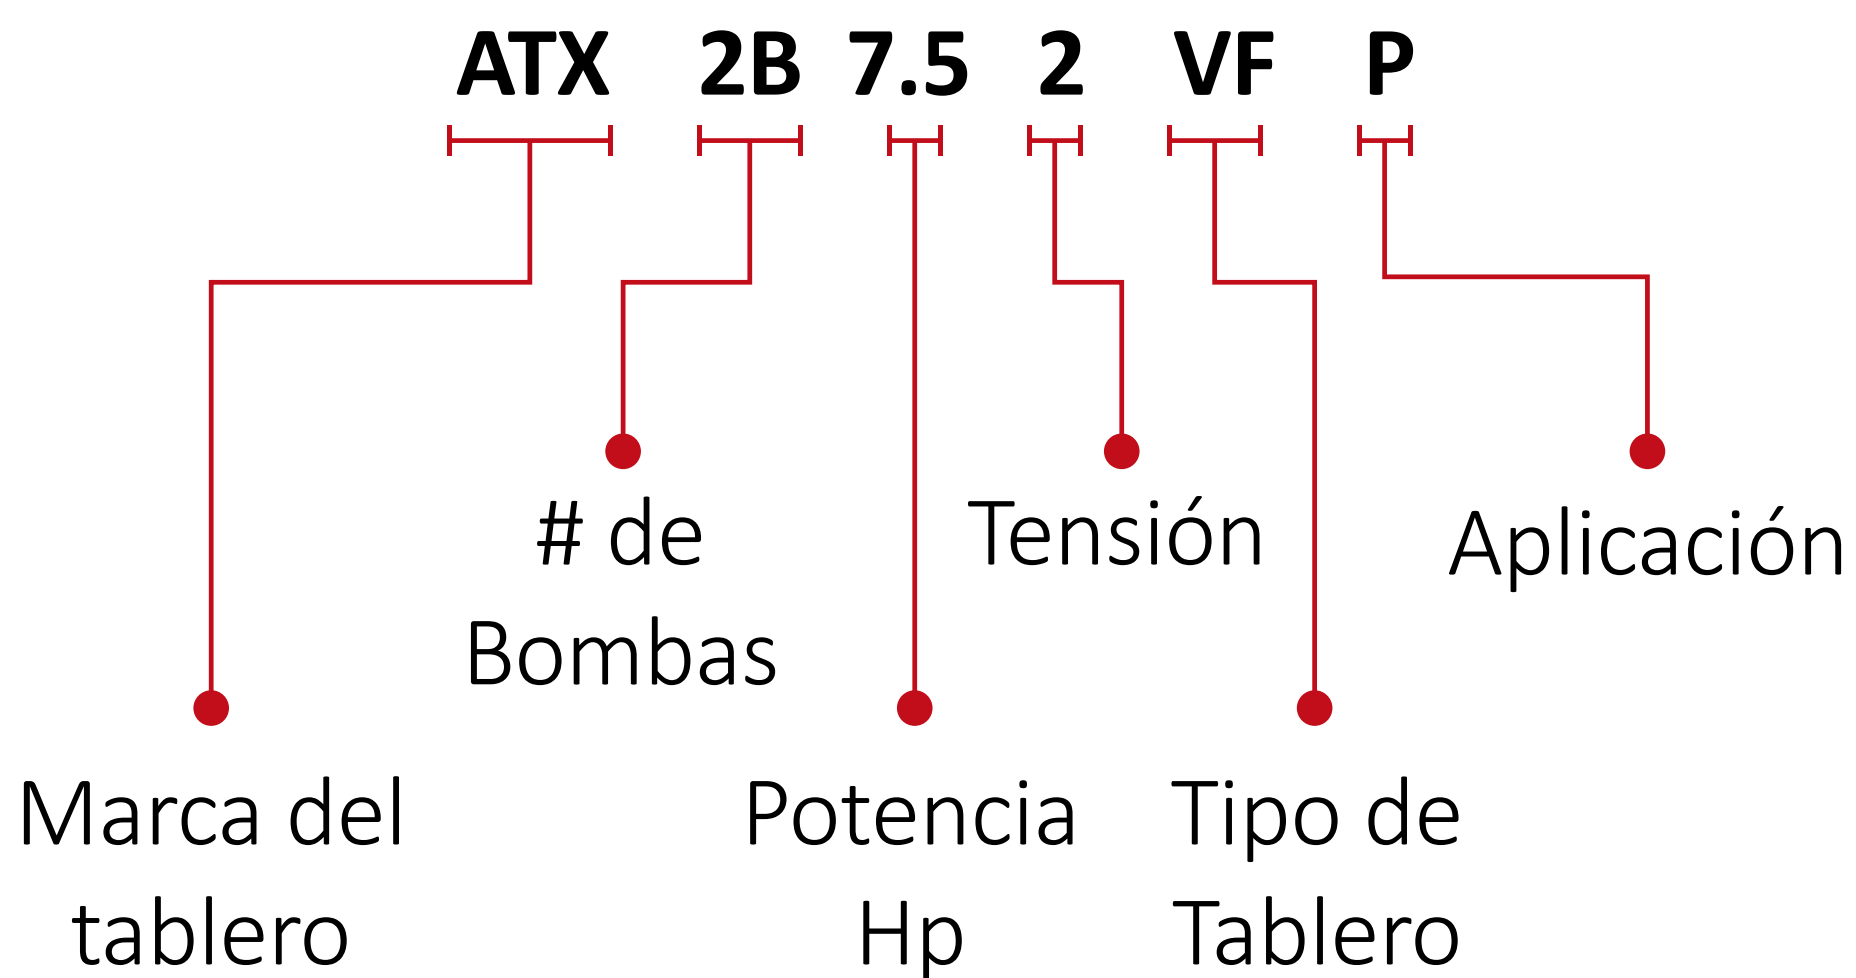 ATX 2B 7.5 2 VF P
# de
Bombas
Tensión
Aplicación
Marca del
tablero
Potencia
Hp
Tipo de
Tablero